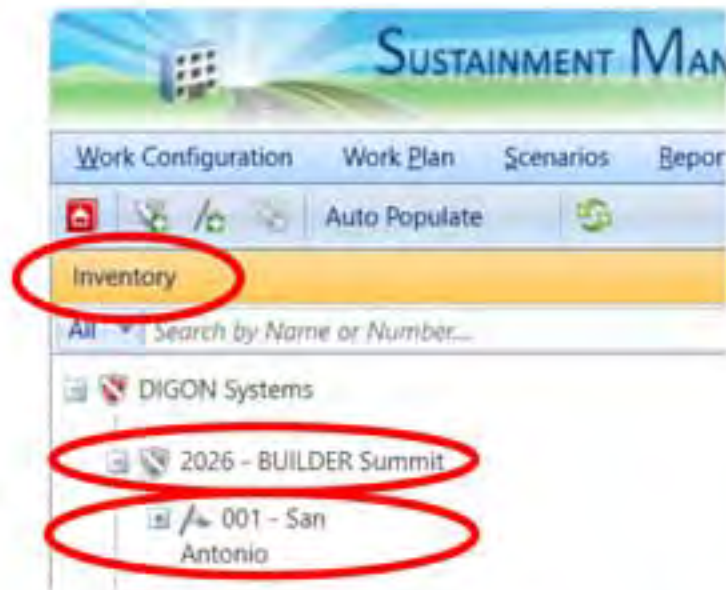 SUSTAINMENT MAN
Work Configuration Work Plan Scenarios Repor
Auto Populate
Inventory
All Search by Name or Number...
DIGON Systems
2026 - BUILDER Summit
001 - San
Antonio